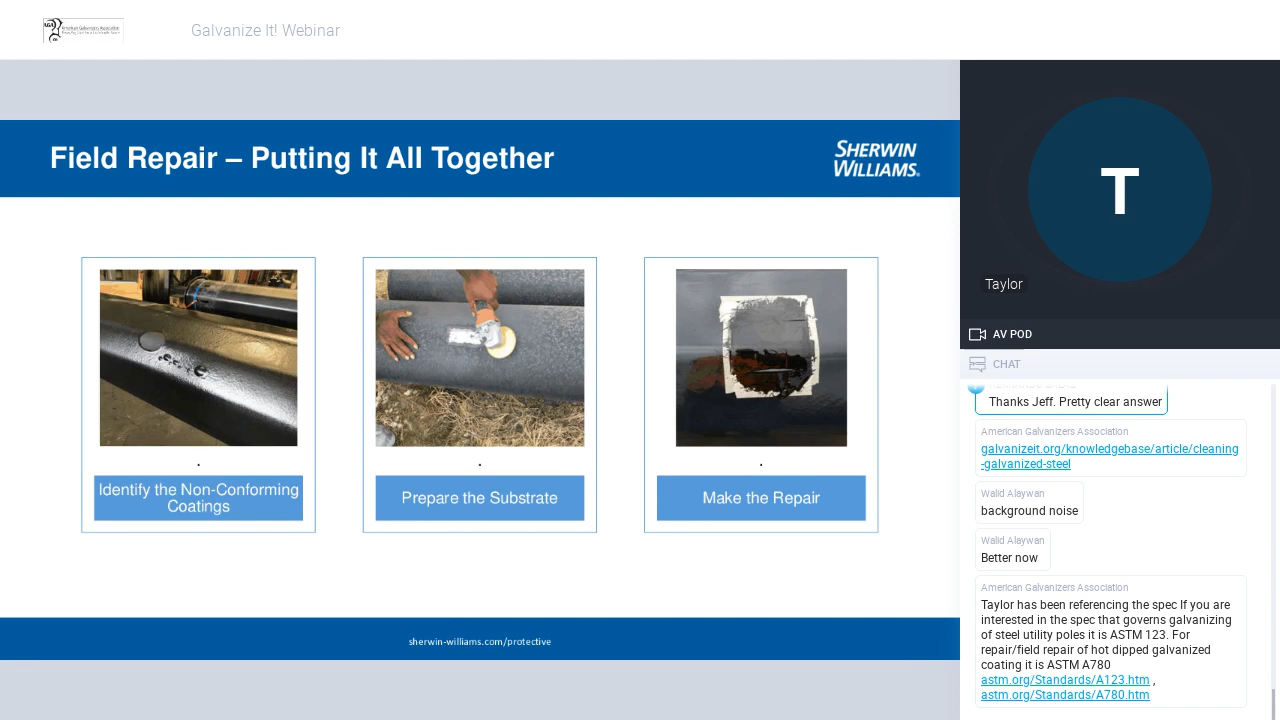 Galvanize It! Webinar
Field Repair – Putting It All Together
SHERWIN
WILLIAMS®
.
Identify the Non-Conforming
Coatings
.
Prepare the Substrate
.
Make the Repair
sherwin-williams.com/protective
T
Taylor
AV POD
CHAT
Thanks Jeff. Pretty clear answer
American Galvanizers Association
galvanizeit.org/knowledgebase/article/cleaning
-galvanized-steel
Walid Alaywan
background noise
Walid Alaywan
Better now
American Galvanizers Association
Taylor has been referencing the spec If you are
interested in the spec that governs galvanizing
of steel utility poles it is ASTM 123. For
repair/field repair of hot dipped galvanized
coating it is ASTM A780
astm.org/Standards/A123.htm ,
astm.org/Standards/A780.htm